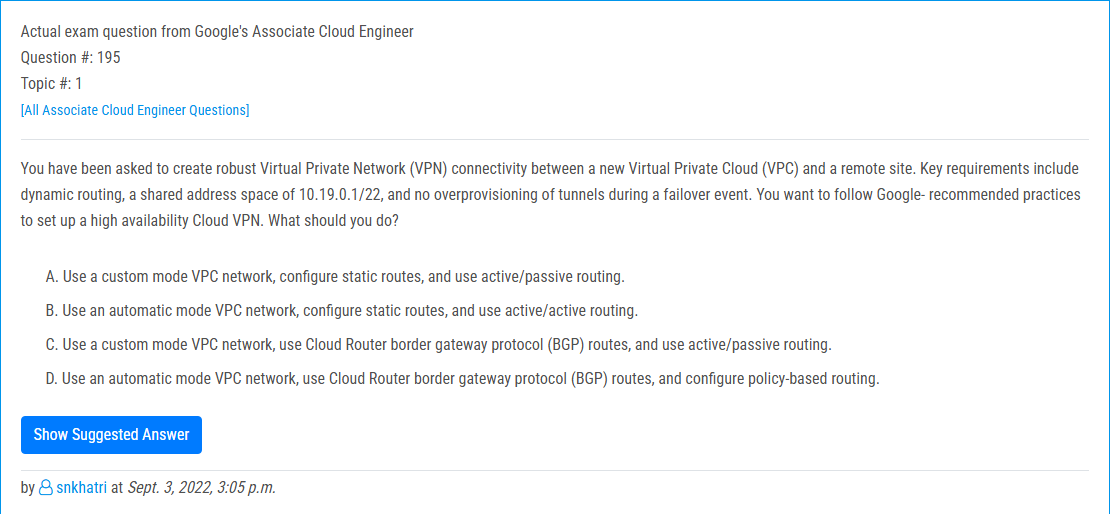 Actual exam question from Google's Associate Cloud Engineer
Question #: 195
Topic #: 1
[All Associate Cloud Engineer Questions]
You have been asked to create robust Virtual Private Network (VPN) connectivity between a new Virtual Private Cloud (VPC) and a remote site. Key requirements include
dynamic routing, a shared address space of 10.19.0.1/22, and no overprovisioning of tunnels during a failover event. You want to follow Google- recommended practices
to set up a high availability Cloud VPN. What should you do?
A. Use a custom mode VPC network, configure static routes, and use active/passive routing.
B. Use an automatic mode VPC network, configure static routes, and use active/active routing.
C. Use a custom mode VPC network, use Cloud Router border gateway protocol (BGP) routes, and use active/passive routing.
D. Use an automatic mode VPC network, use Cloud Router border gateway protocol (BGP) routes, and configure policy-based routing.
Show Suggested Answer
by snkhatri at Sept. 3, 2022, 3:05 p.m.